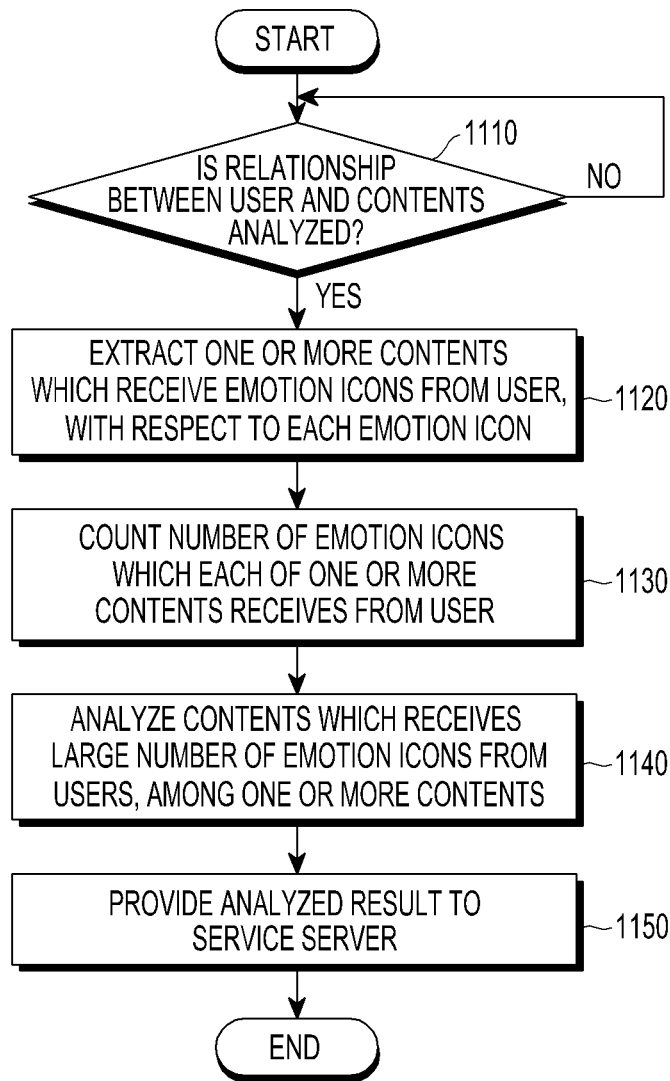 START
1110
IS RELATIONSHIP
BETWEEN USER AND CONTENTS
ANALYZED?
NO
YES
EXTRACT ONE OR MORE CONTENTS
WHICH RECEIVE EMOTION ICONS FROM USER,
WITH RESPECT TO EACH EMOTION ICON
1120
COUNT NUMBER OF EMOTION ICONS
WHICH EACH OF ONE OR MORE
CONTENTS RECEIVES FROM USER
1130
ANALYZE CONTENTS WHICH RECEIVES
LARGE NUMBER OF EMOTION ICONS FROM
USERS, AMONG ONE OR MORE CONTENTS
1140
PROVIDE ANALYZED RESULT TO
SERVICE SERVER
1150
END